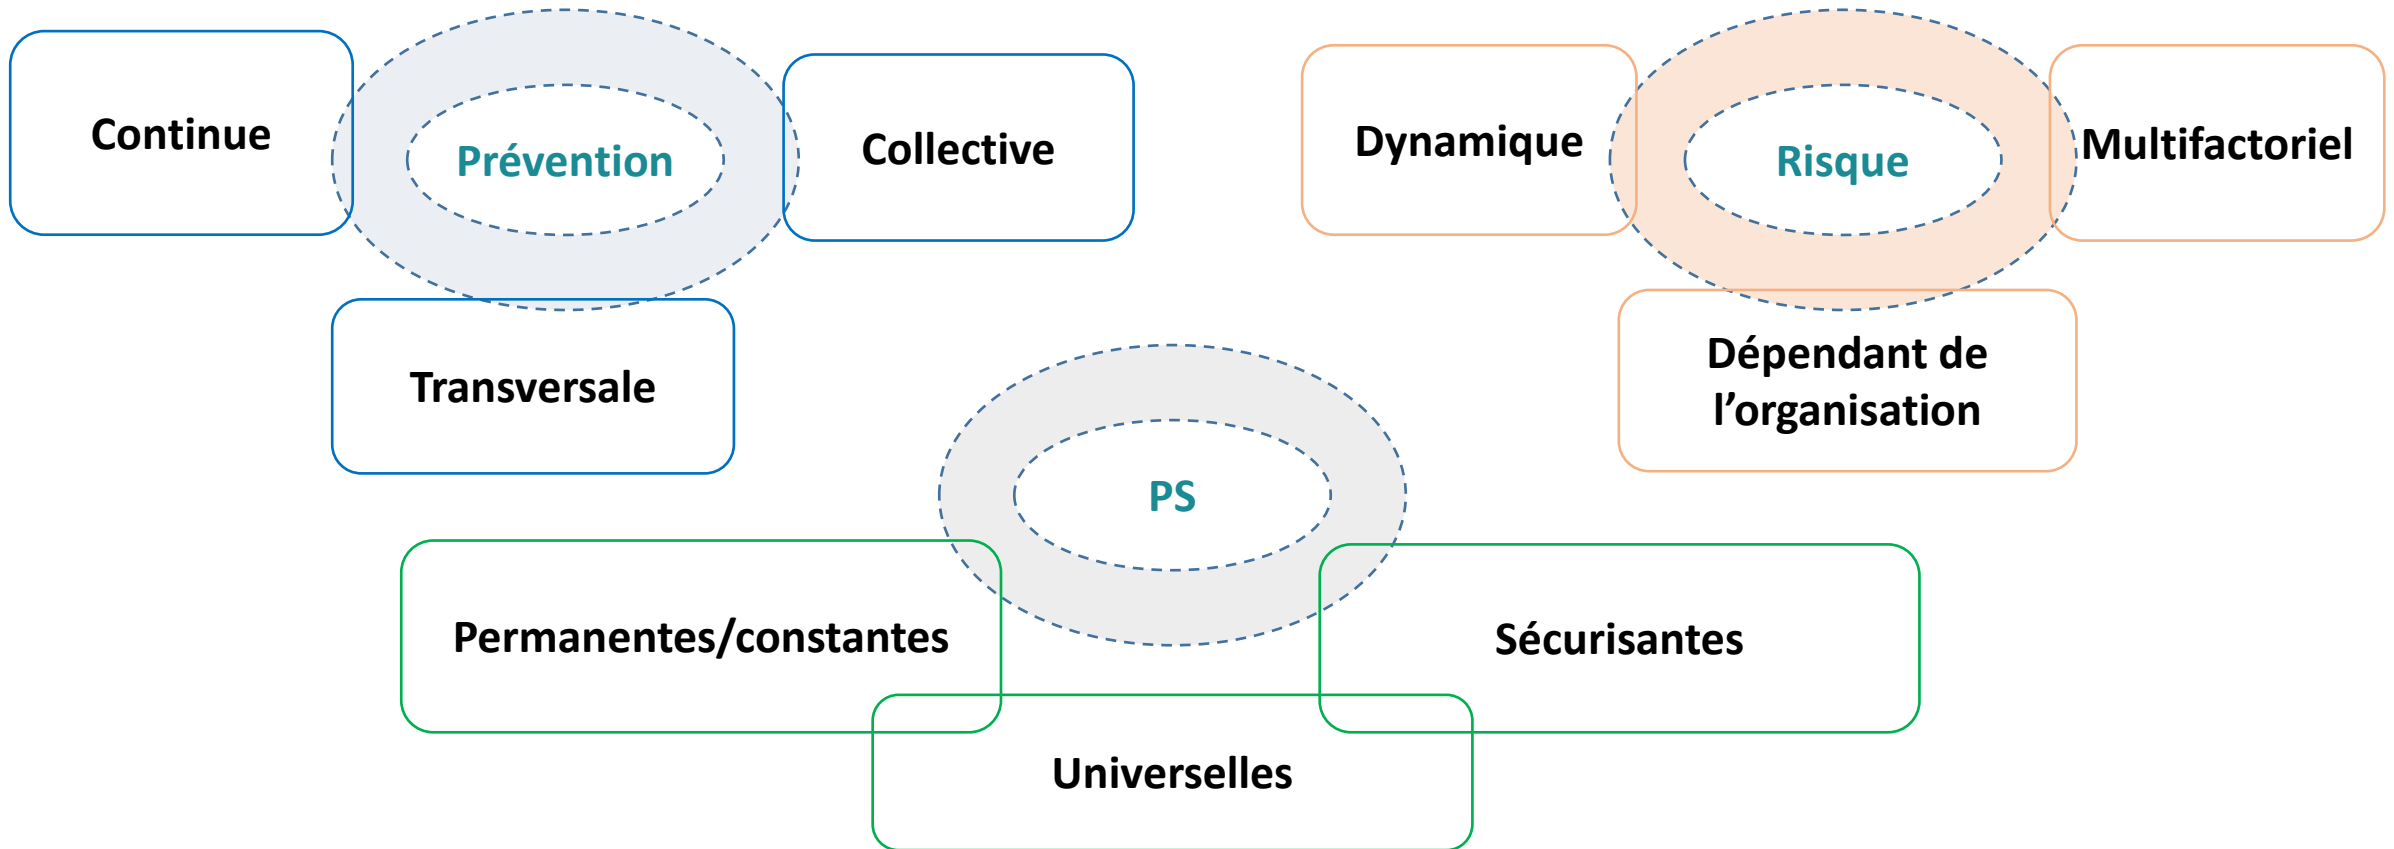 Continue
Prévention
Collective
Transversale
Dynamique
Risque
Multifactoriel
Dépendant de
l’organisation
PS
Permanentes/constantes
Sécurisantes
Universelles